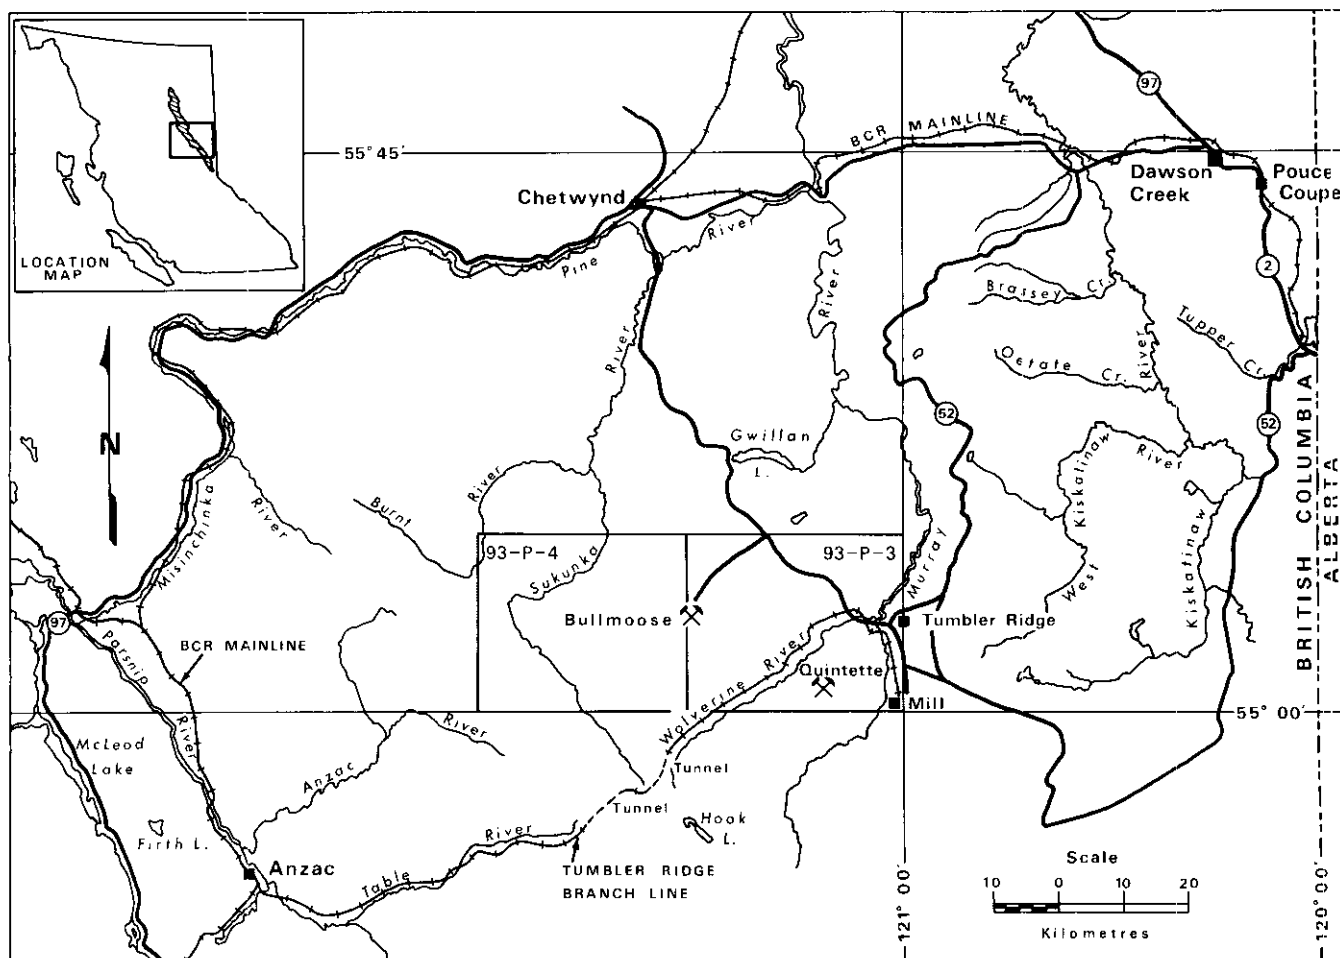 LOCATION
MAP
55° 45'
BCR MAINLINE
97
Dawson
Creek
Pouce
Coupe
Chetwynd
River
Pine
River
River
Brassey Cr.
2
Tupper
Cr.
Oetate Cr.
River
N
52
52
Gwillan
L.
River
Burnt
Kiskatinaw
River
Misinchinka
River
BRITISH COLUMBIA
ALBERTA
93-P-4
93-P-3
Sukunka
Murray
West
Kiskatinaw
Bullmoose
Tumbler Ridge
97
Parsnip
River
BCR MAINLINE
Wolverine River
Quintette
Mill
55° 00'
McLeod
Lake
River
Anzac
Tunnel
Tunnel
Hook
L.
Firth L.
Anzac
Table
River
TUMBLER RIDGE
BRANCH LINE
121° 00'
120° 00'
Scale
10 0 10 20
Kilometres